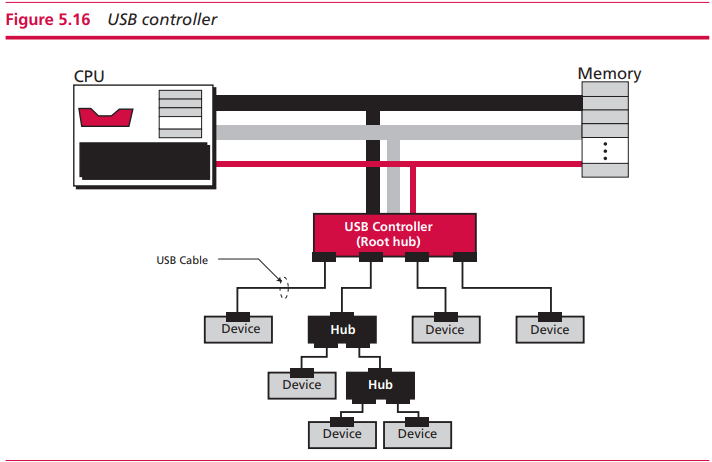 Figure 5.16 USB controller
CPU
Memory
USB Controller
(Root hub)
USB Cable
Device
Hub
Device
Device
Device
Hub
Device
Device